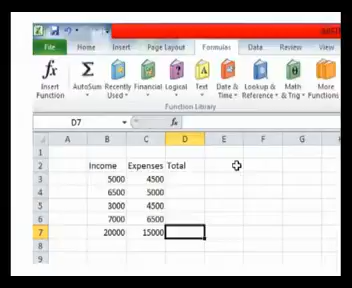 File Home Insert Page Layout Formulas Data Review View
fx Σ A θ
Insert Function AutoSum Recently Used Financial Logical Text Date & Time Lookup & Reference Math & Trig More Functions
Function Library
D7 fx
A B C D E F G
1
2 Income Expenses Total
3 5000 4500
4 6500 5000
5 3000 4500
6 7000 6500
7 20000 15000
8
9